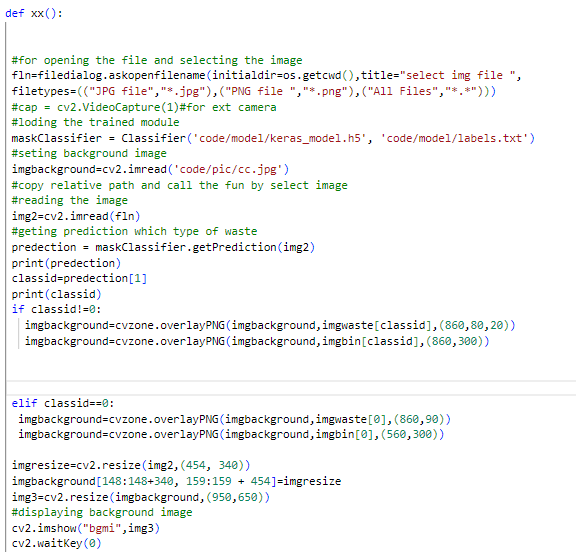 def xx():
#for opening the file and selecting the image
fln=filedialog.askopenfilename(initialdir=os.getcwd(),title="select img file ",
filetypes=(("JPG file","*.jpg"),("PNG file ","*.png"),("All Files","*.*")))
#cap = cv2.VideoCapture(1)#for ext camera
#loding the trained module
maskClassifier = Classifier('code/model/keras_model.h5', 'code/model/labels.txt')
#seting background image
imgbackground=cv2.imread('code/pic/cc.jpg')
#copy relative path and call the fun by select image
#reading the image
img2=cv2.imread(fln)
#geting prediction which type of waste
predection = maskClassifier.getPrediction(img2)
print(predection)
classid=predection[1]
print(classid)
if classid!=0:
imgbackground=cvzone.overlayPNG(imgbackground,imgwaste[classid],(860,80,20))
imgbackground=cvzone.overlayPNG(imgbackground,imgbin[classid],(860,300))
elif classid==0:
imgbackground=cvzone.overlayPNG(imgbackground,imgwaste[0],(860,90))
imgbackground=cvzone.overlayPNG(imgbackground,imgbin[0],(560,300))
imgresize=cv2.resize(img2,(454, 340))
imgbackground[148:148+340, 159:159 + 454]=imgresize
img3=cv2.resize(imgbackground,(950,650))
#displaying background image
cv2.imshow("bgmi",img3)
cv2.waitKey(0)